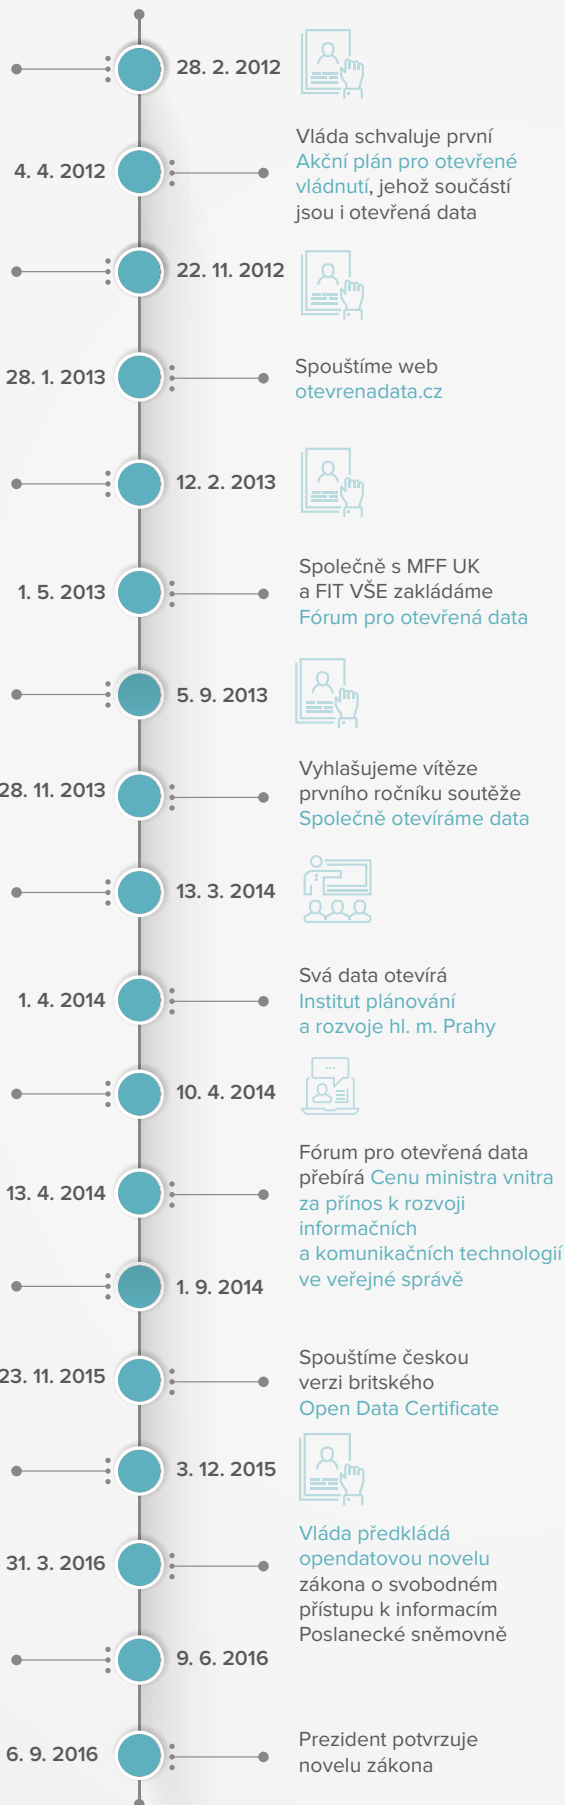 28. 2. 2012
Vláda schvaluje první
4. 4. 2012
Akční plán pro otevřené
vládnutí, jehož součástí
jsou i otevřená data
22. 11. 2012
28. 1. 2013
Spouštíme web
otevrenadata.cz
12. 2. 2013
1. 5. 2013
Společně s MFF UK
a FIT VŠE zakládáme
Fórum pro otevřená data
5. 9. 2013
28. 11. 2013
Vyhlašujeme vítěze
prvního ročníku soutěže
Společně otevíráme data
13. 3. 2014
1. 4. 2014
Svá data otevírá
Institut plánování
a rozvoje hl. m. Prahy
10. 4. 2014
13. 4. 2014
Fórum pro otevřená data
přebírá Cenu ministra vnitra
za přínos k rozvoji
informačních
a komunikačních technologií
ve veřejné správě
1. 9. 2014
23. 11. 2015
Spouštíme českou
verzi britského
Open Data Certificate
3. 12. 2015
31. 3. 2016
Vláda předkládá
opendatovou novelu
zákona o svobodném
přístupu k informacím
Poslanecké sněmovně
9. 6. 2016
6. 9. 2016
Prezident potvrzuje
novelu zákona